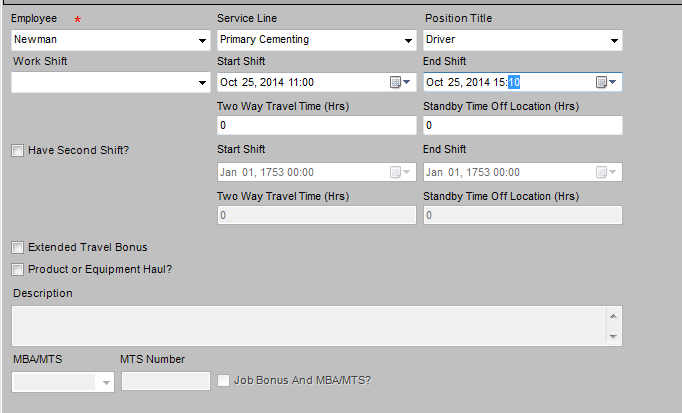 Employee * Service Line Position Title
Newman Primary Cementing Driver
Work Shift Start Shift End Shift
Oct 25, 2014 11:00 Oct 25, 2014 15:10
Two Way Travel Time (Hrs) Standby Time Off Location (Hrs)
0 0
Have Second Shift? Start Shift End Shift
Jan 01, 1753 00:00 Jan 01, 1753 00:00
Two Way Travel Time (Hrs) Standby Time Off Location (Hrs)
0 0
Extended Travel Bonus
Product or Equipment Haul?
Description
MBA/MTS MTS Number
Job Bonus And MBA/MTS?